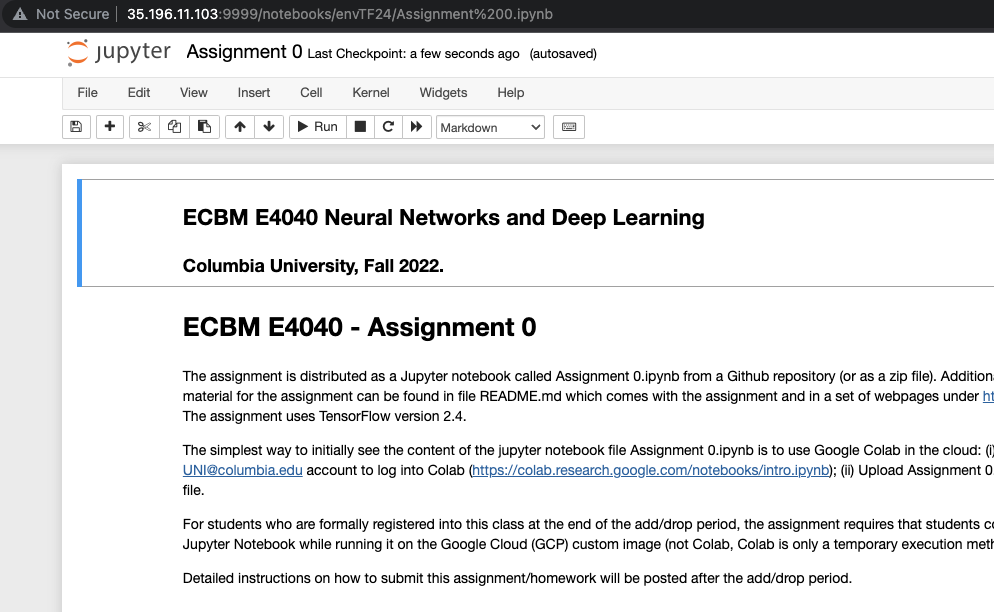 Not Secure | 35.196.11.103:9999/notebooks/envTF24/Assignment%200.ipynb
jupyter Assignment 0 Last Checkpoint: a few seconds ago (autosaved)
File Edit View Insert Cell Kernel Widgets Help
Run Markdown
ECBM E4040 Neural Networks and Deep Learning
Columbia University, Fall 2022.
ECBM E4040 - Assignment 0
The assignment is distributed as a Jupyter notebook called Assignment 0.ipynb from a Github repository (or as a zip file). Addition
material for the assignment can be found in file README.md which comes with the assignment and in a set of webpages under ht
The assignment uses TensorFlow version 2.4.
The simplest way to initially see the content of the jupyter notebook file Assignment 0.ipynb is to use Google Colab in the cloud: (i)
UNI@columbia.edu account to log into Colab (https://colab.research.google.com/notebooks/intro.ipynb); (ii) Upload Assignment 0
file.
For students who are formally registered into this class at the end of the add/drop period, the assignment requires that students co
Jupyter Notebook while running it on the Google Cloud (GCP) custom image (not Colab, Colab is only a temporary execution meth
Detailed instructions on how to submit this assignment/homework will be posted after the add/drop period.